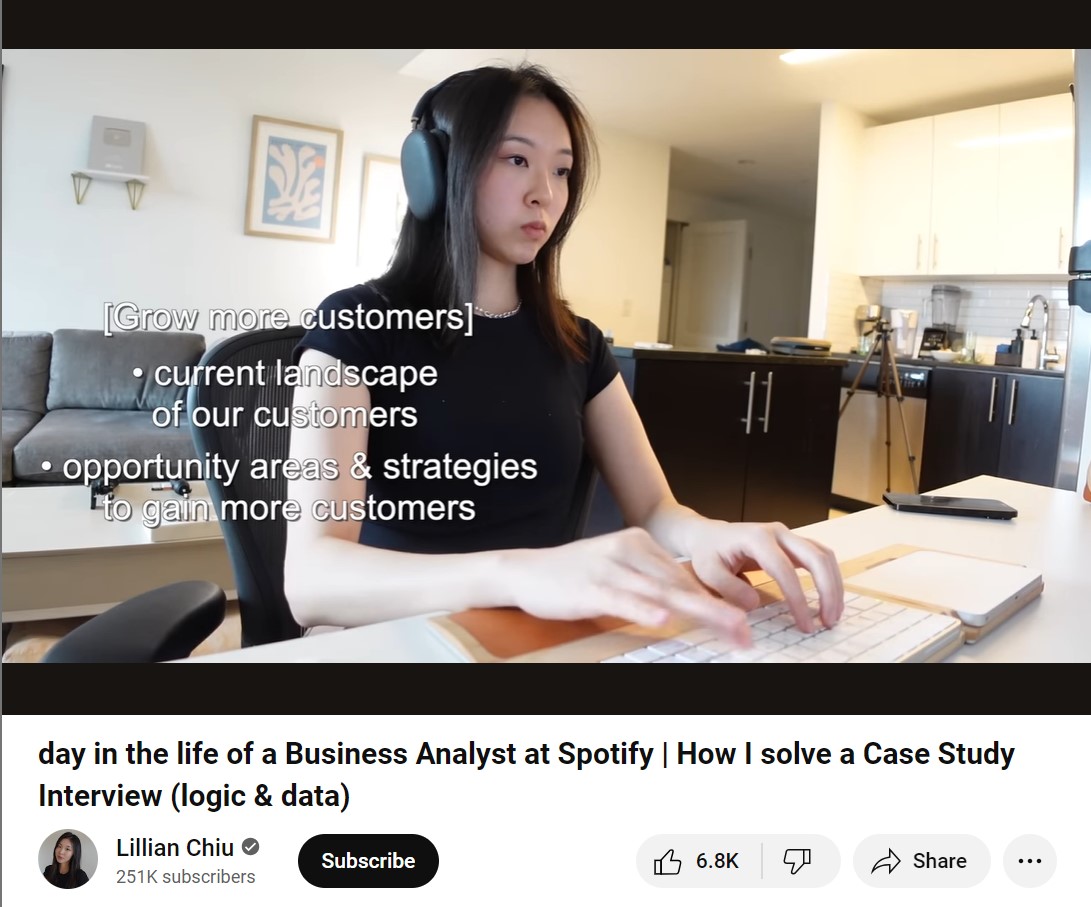 [Grow more customers]
• current landscape
of our customers
• opportunity areas & strategies
to gain more customers
day in the life of a Business Analyst at Spotify | How I solve a Case Study
Interview (logic & data)
Lillian Chiu
251K subscribers
Subscribe
6.8K
Share